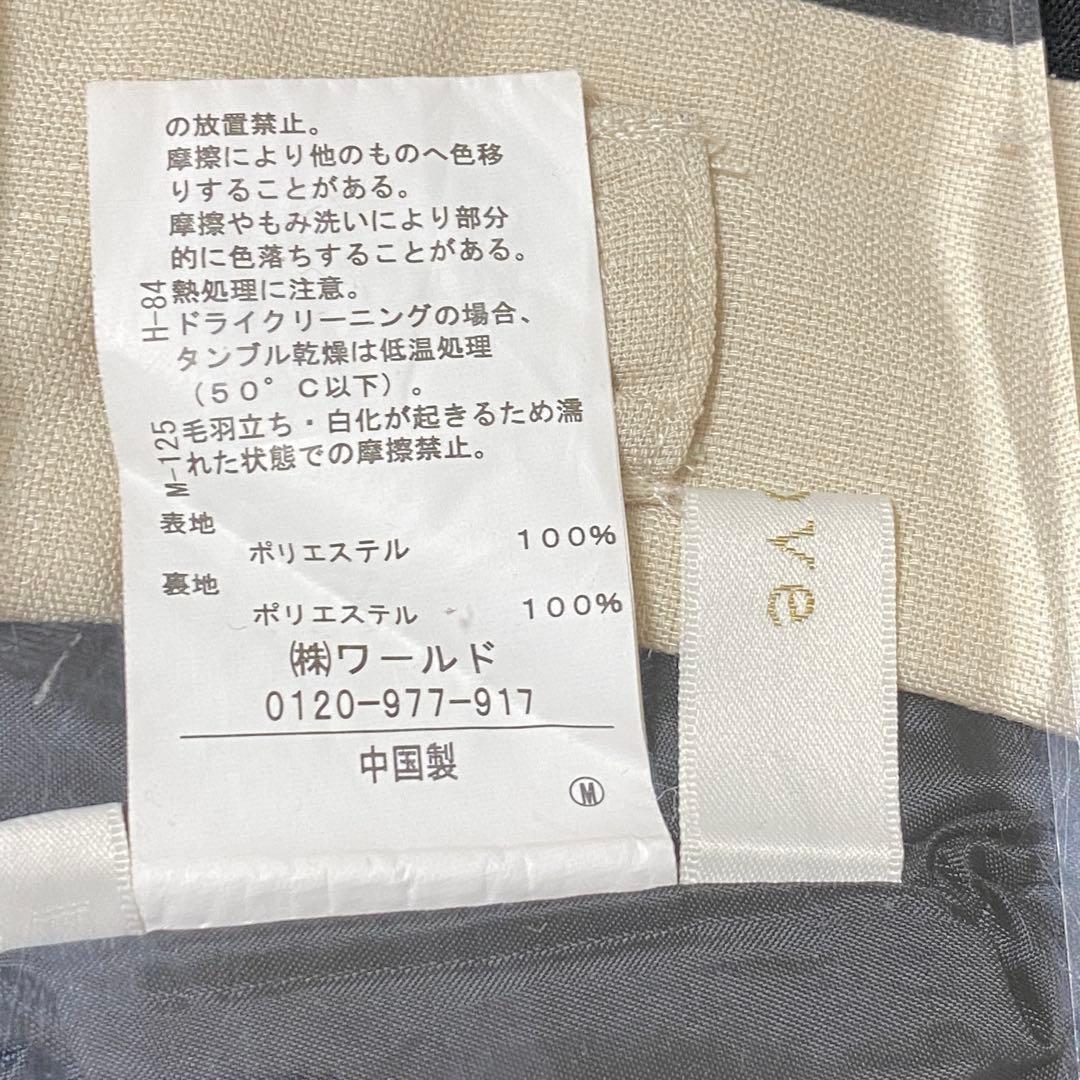 の放置禁止。
摩擦により他のものへ色移
りすることがある。
摩擦やもみ洗いにより部分
的に色落ちすることがある。
熱処理に注意。
ドライクリーニングの場合、
タンブル乾燥は低温処理
（５０°Ｃ以下）。
毛羽立ち・白化が起きるため濡
れた状態での摩擦禁止。
H-84
M-125
表地
ポリエステル １００％
裏地
ポリエステル １００％
㈱ワールド
0120-977-917
中国製
Ⓜ
ove